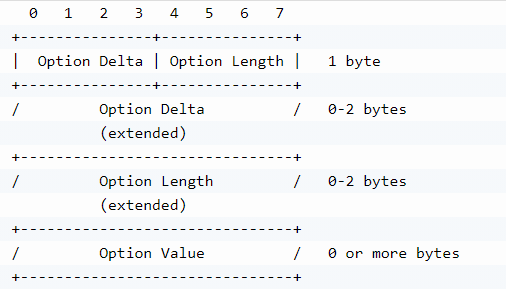 0 1 2 3 4 5 6 7
+---------------+---------------+
| Option Delta | Option Length | 1 byte
+---------------+---------------+
/ Option Delta / 0-2 bytes
(extended)
+-------------------------------+
/ Option Length / 0-2 bytes
(extended)
+-------------------------------+
/ Option Value / 0 or more bytes
+-------------------------------+